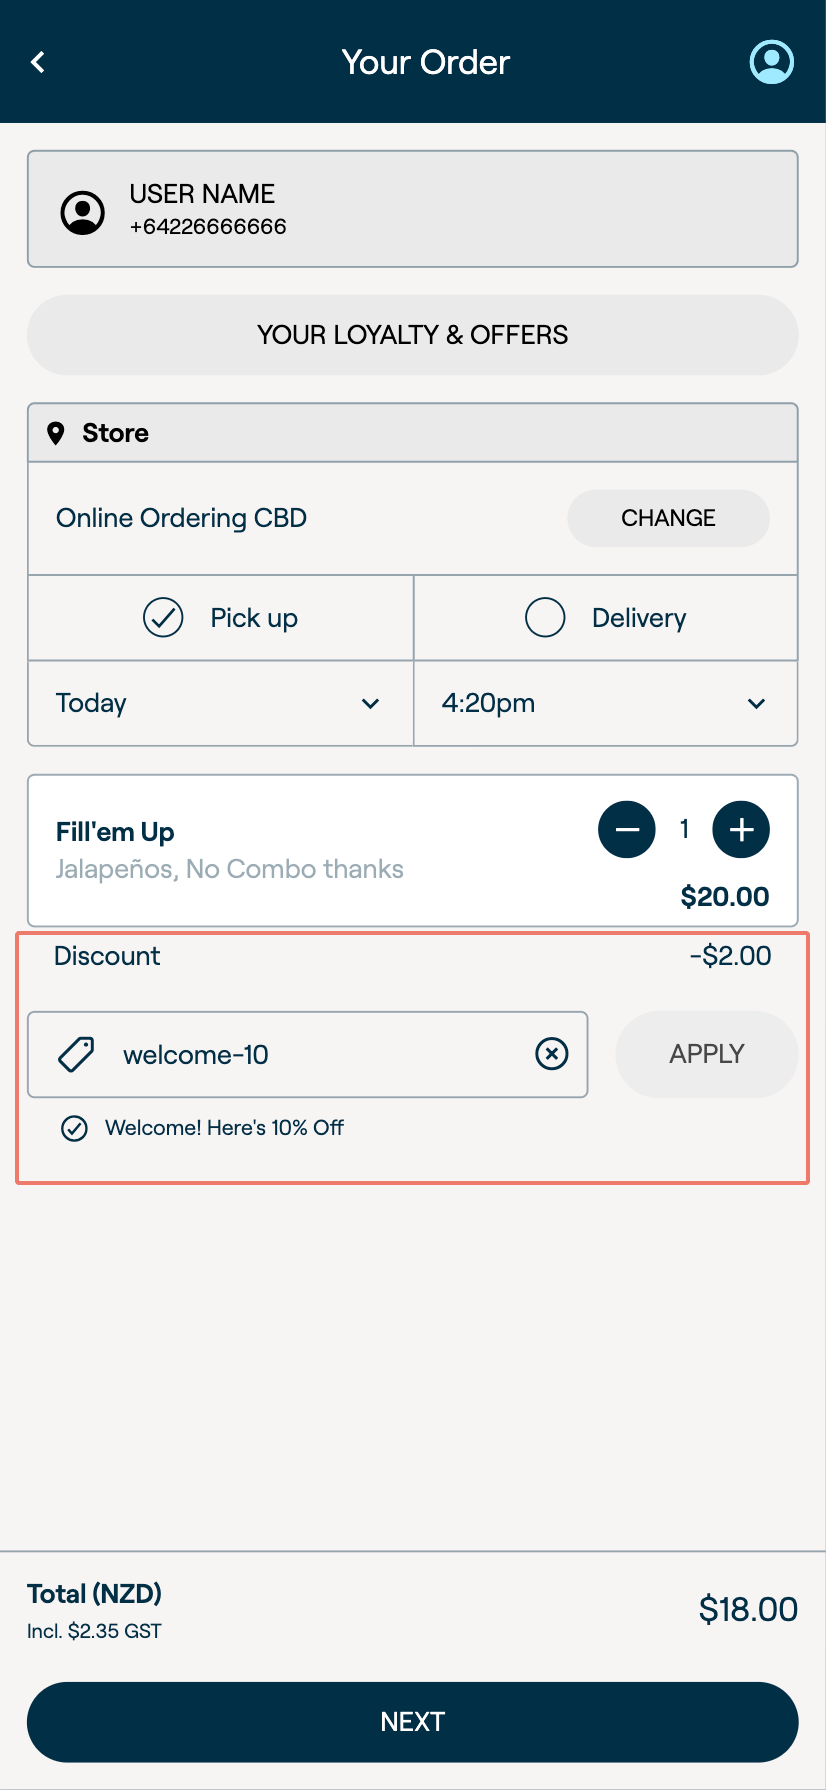 Your Order
USER NAME
+64226666666
YOUR LOYALTY & OFFERS
Store
Online Ordering CBD
CHANGE
Pick up
Delivery
Today
4:20pm
Fill'em Up
1
Jalapeños, No Combo thanks
$20.00
Discount
-$2.00
welcome-10
APPLY
Welcome! Here's 10% Off
Total (NZD)
$18.00
Incl. $2.35 GST
NEXT